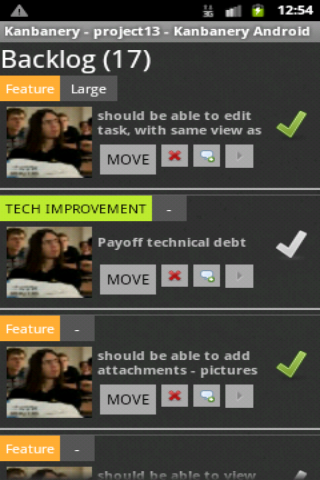 3G
12:54
Kanbanery - project13 - Kanbanery Android
Backlog (17)
Feature
Large
should be able to edit
task, with same view as
MOVE
TECH IMPROVEMENT
-
Payoff technical debt
MOVE
Feature
-
should be able to add
attachments - pictures
MOVE
Feature
-
should be able to view